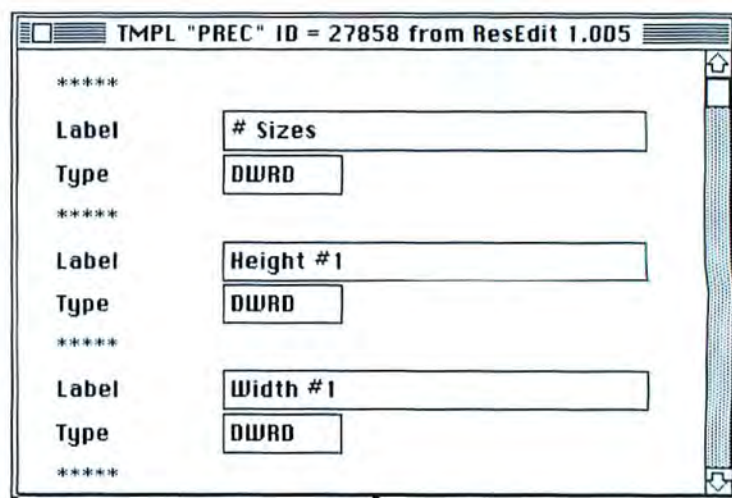 TMPL "PREC" ID = 27858 from ResEdit 1.0D5
*****
Label # Sizes
Type DWRD
*****
Label Height #1
Type DWRD
*****
Label Width #1
Type DWRD
*****